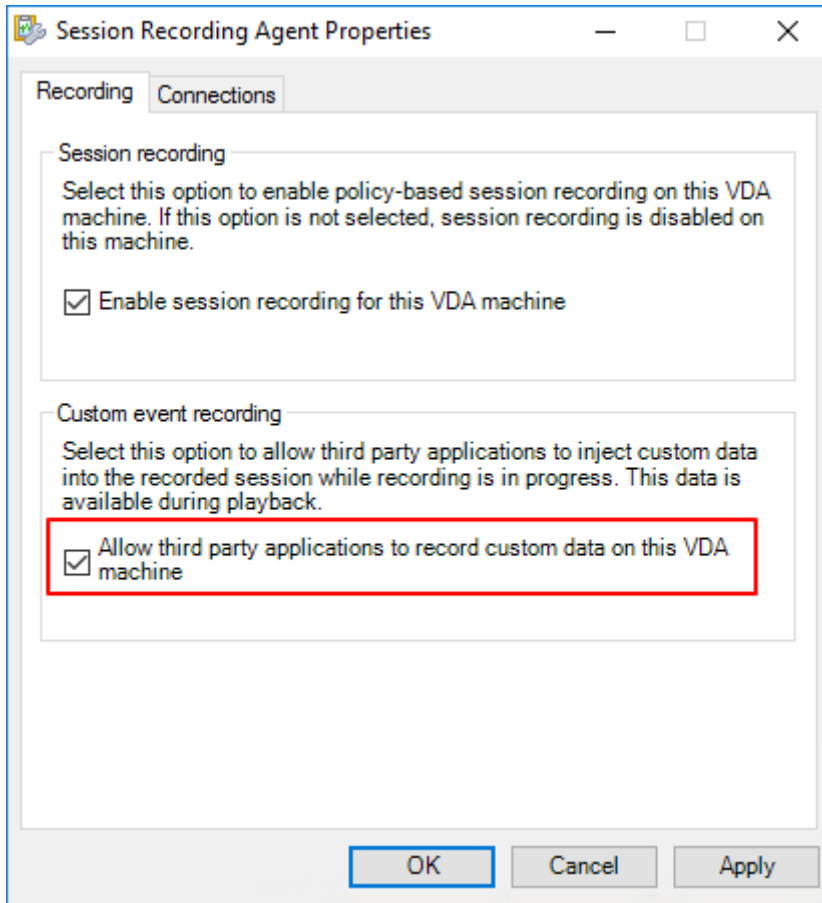 Session Recording Agent Properties
Recording
Connections
Session recording
Select this option to enable policy-based session recording on this VDA
machine. If this option is not selected, session recording is disabled on
this machine.
Enable session recording for this VDA machine
Custom event recording
Select this option to allow third party applications to inject custom data
into the recorded session while recording is in progress. This data is
available during playback.
Allow third party applications to record custom data on this VDA
machine
OK
Cancel
Apply